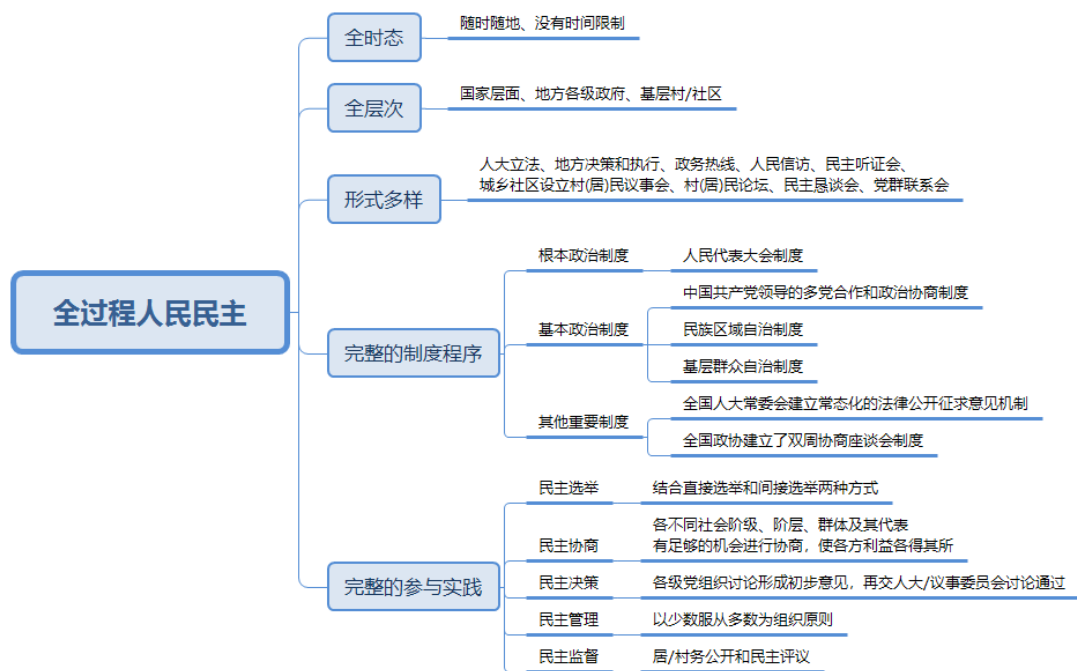 全过程人民民主
全时态
随时随地、没有时间限制
全层次
国家层面、地方各级政府、基层村/社区
形式多样
人大立法、地方决策和执行、政务热线、人民信访、民主听证会、
城乡社区设立村(居)民议事会、村(居)民论坛、民主恳谈会、党群联系会
完整的制度程序
根本政治制度
人民代表大会制度
基本政治制度
中国共产党领导的多党合作和政治协商制度
民族区域自治制度
基层群众自治制度
其他重要制度
全国人大常委会建立常态化的法律公开征求意见机制
全国政协建立了双周协商座谈会制度
完整的参与实践
民主选举
结合直接选举和间接选举两种方式
民主协商
各不同社会阶级、阶层、群体及其代表
有足够的机会进行协商，使各方利益各得其所
民主决策
各级党组织讨论形成初步意见，再交人大/议事委员会讨论通过
民主管理
以少数服从多数为组织原则
民主监督
居/村务公开和民主评议